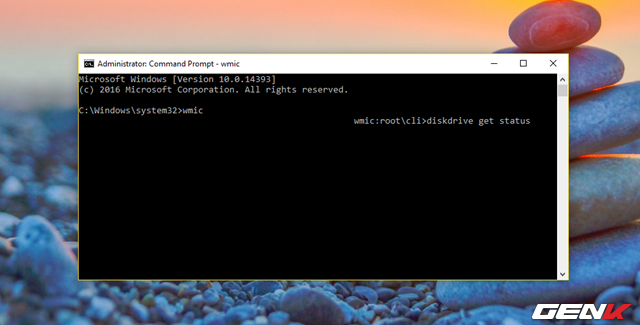 Administrator: Command Prompt - wmic
Microsoft Windows [Version 10.0.14393]
(c) 2016 Microsoft Corporation. All rights reserved.
C:\Windows\system32>wmic
wmic:root\cli>diskdrive get status
GENK